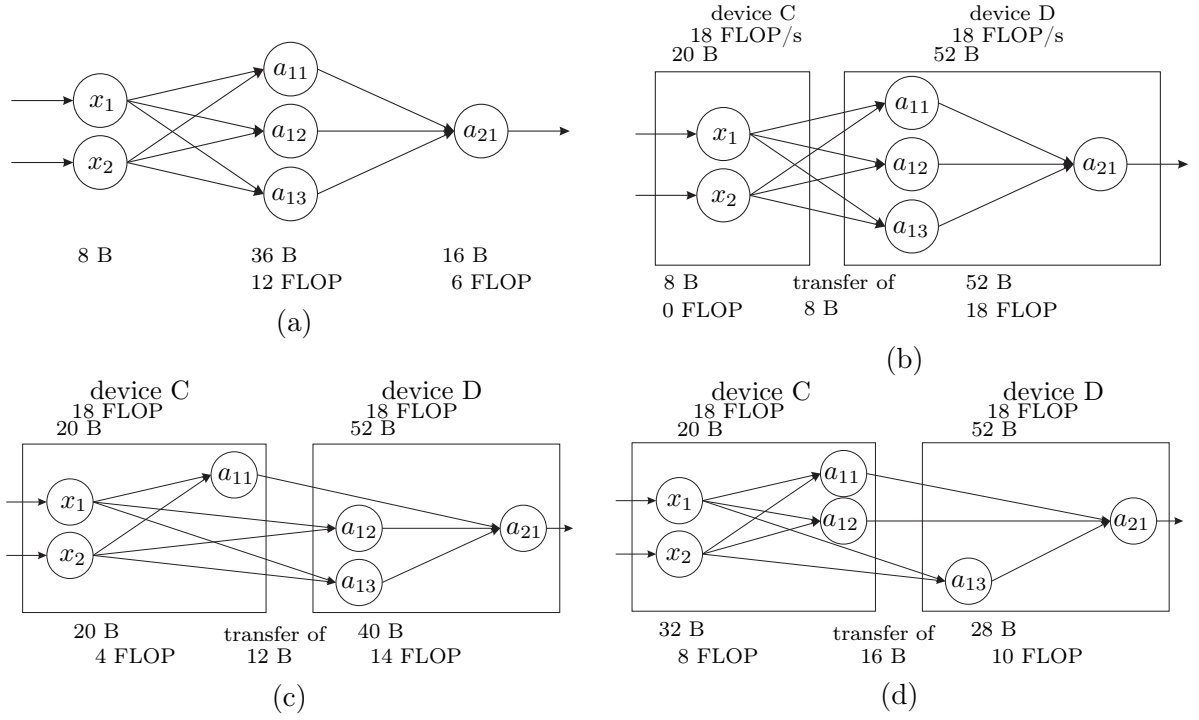 x1
x2
a11
a12
a13
a21
8 B
36 B
12 FLOP
16 B
6 FLOP
(a)
device C
18 FLOP/s
20 B
device D
18 FLOP/s
52 B
x1
x2
a11
a12
a13
a21
8 B
0 FLOP
transfer of
8 B
52 B
18 FLOP
(b)
device C
18 FLOP
20 B
device D
18 FLOP
52 B
x1
x2
a11
a12
a13
a21
20 B
4 FLOP
transfer of
12 B
40 B
14 FLOP
(c)
device C
18 FLOP
20 B
device D
18 FLOP
52 B
x1
x2
a11
a12
a13
a21
32 B
8 FLOP
transfer of
16 B
28 B
10 FLOP
(d)